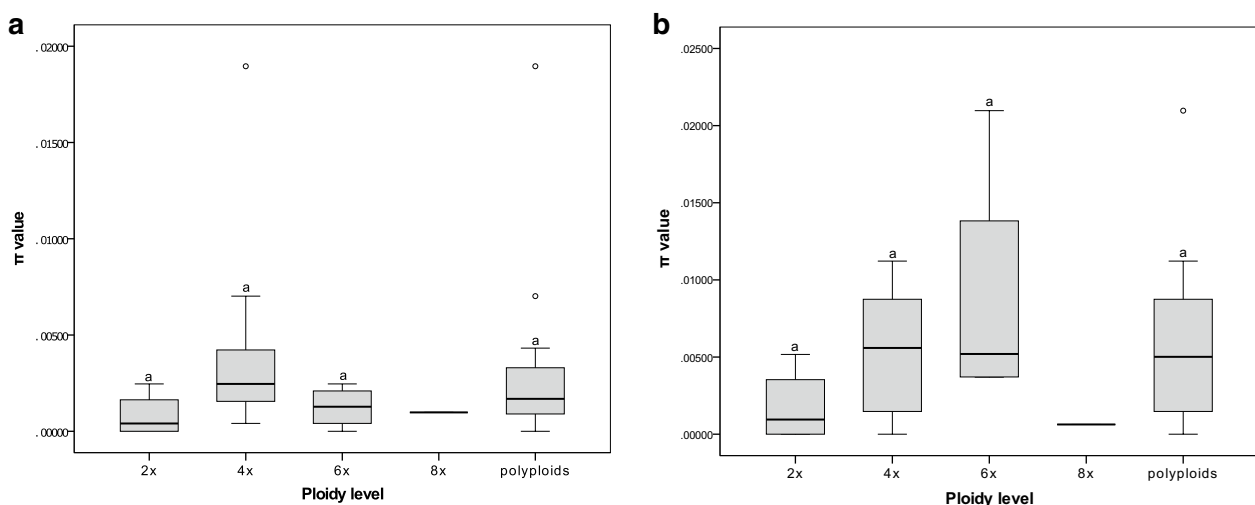 a
.02000
.01500
.01000
.00500
.00000
π value
a
a
a
a
2x
4x
6x
8x
polyploids
Ploidy level
b
.02500
.02000
.01500
.01000
.00500
.00000
π value
a
a
a
a
2x
4x
6x
8x
polyploids
Ploidy level